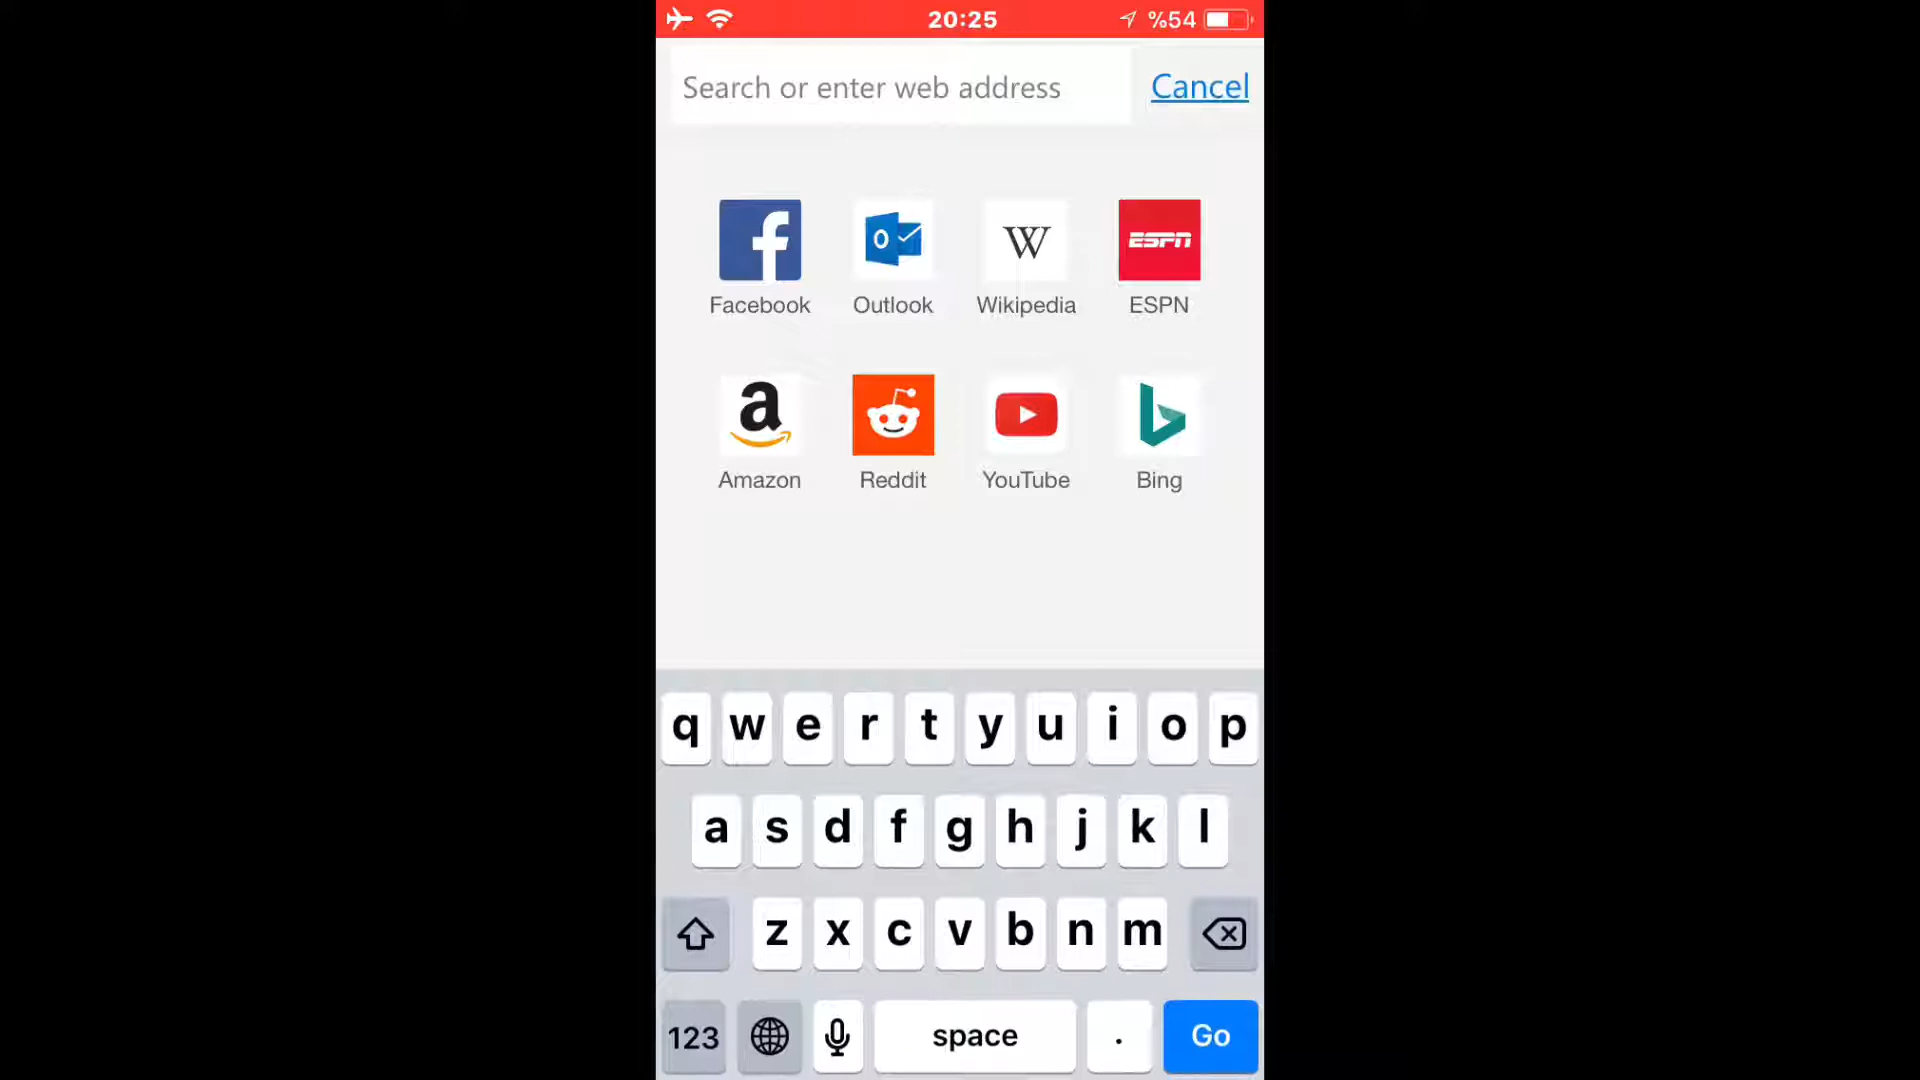 20:25 %54
Search or enter web address Cancel
f O W ESPN
Facebook Outlook Wikipedia ESPN
a
Amazon Reddit YouTube Bing
q w e r t y u i o p
a s d f g h j k l
z x c v b n m
123 space . Go